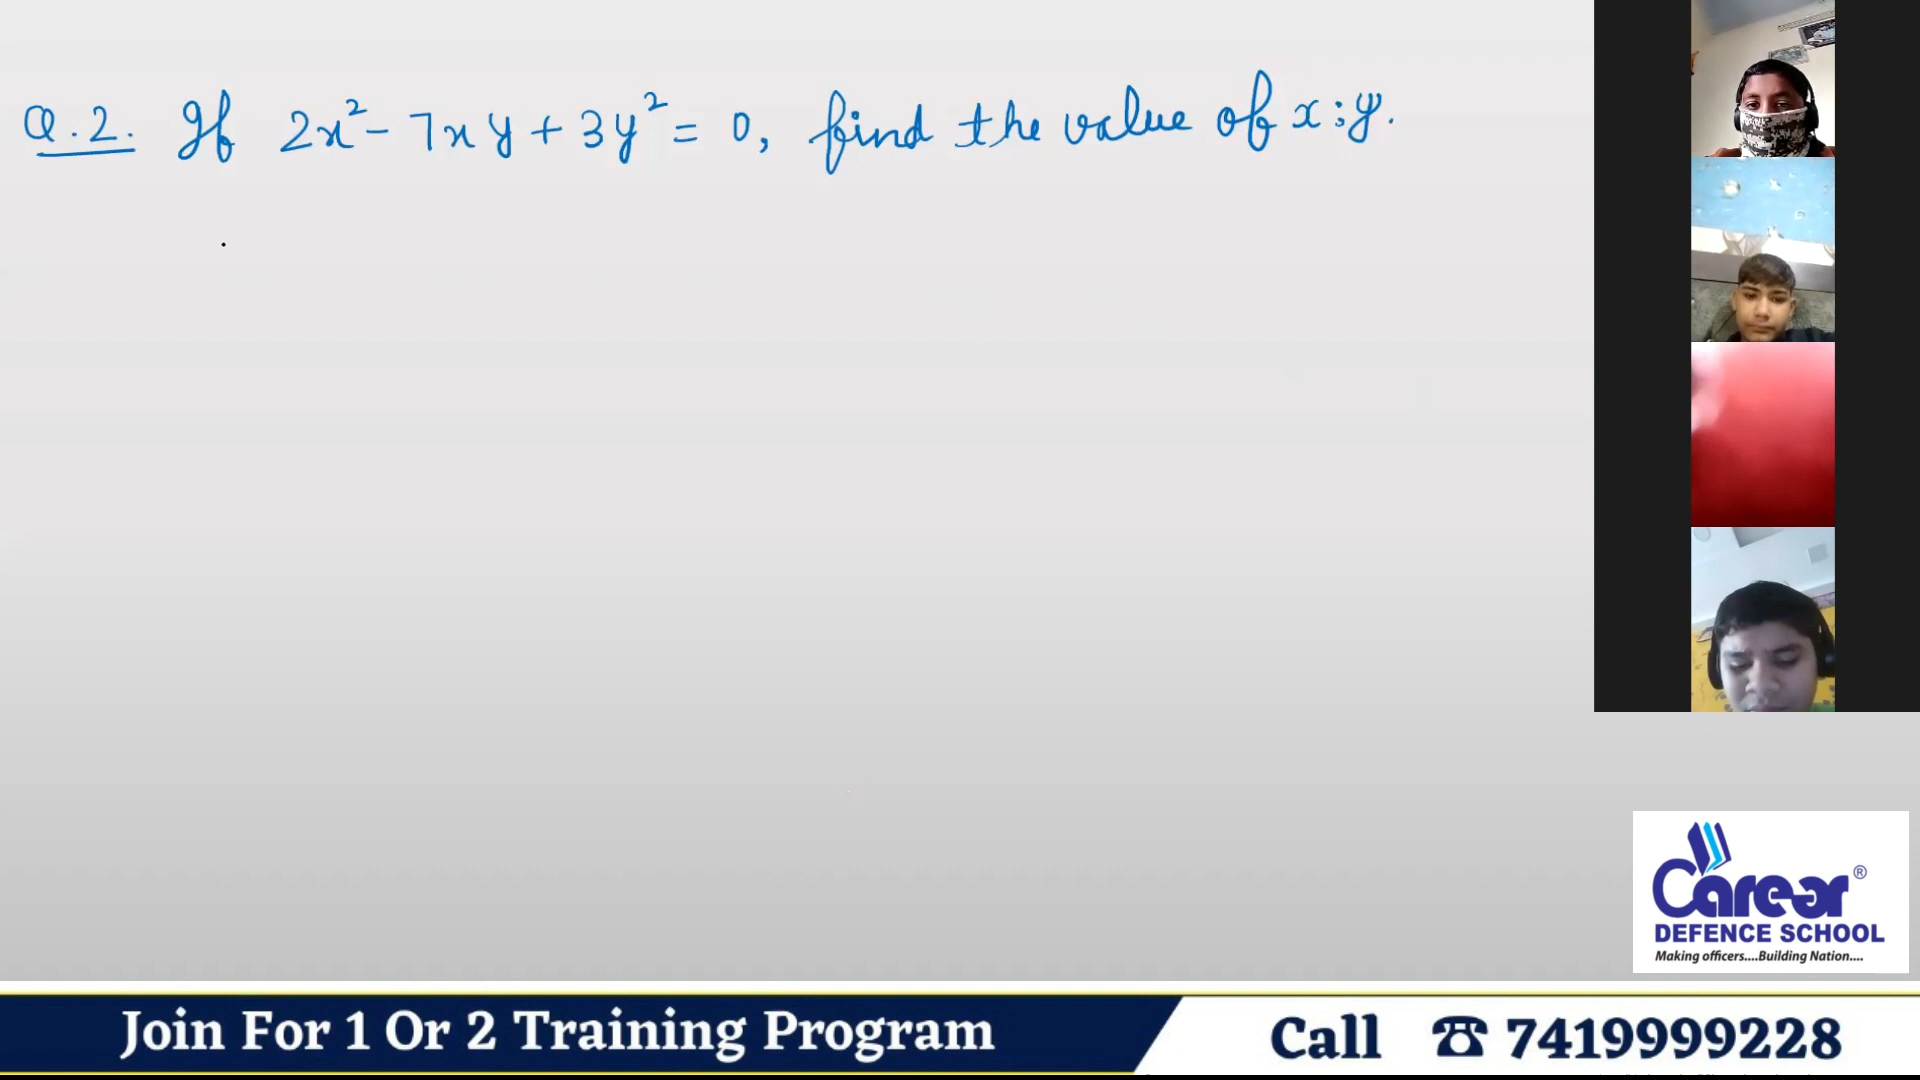 Q.2. If 2x² - 7xy + 3y² = 0, find the value of x:y.
Career®
DEFENCE SCHOOL
Making officers....Building Nation....
Join For 1 Or 2 Training Program
Call ☎ 7419999228